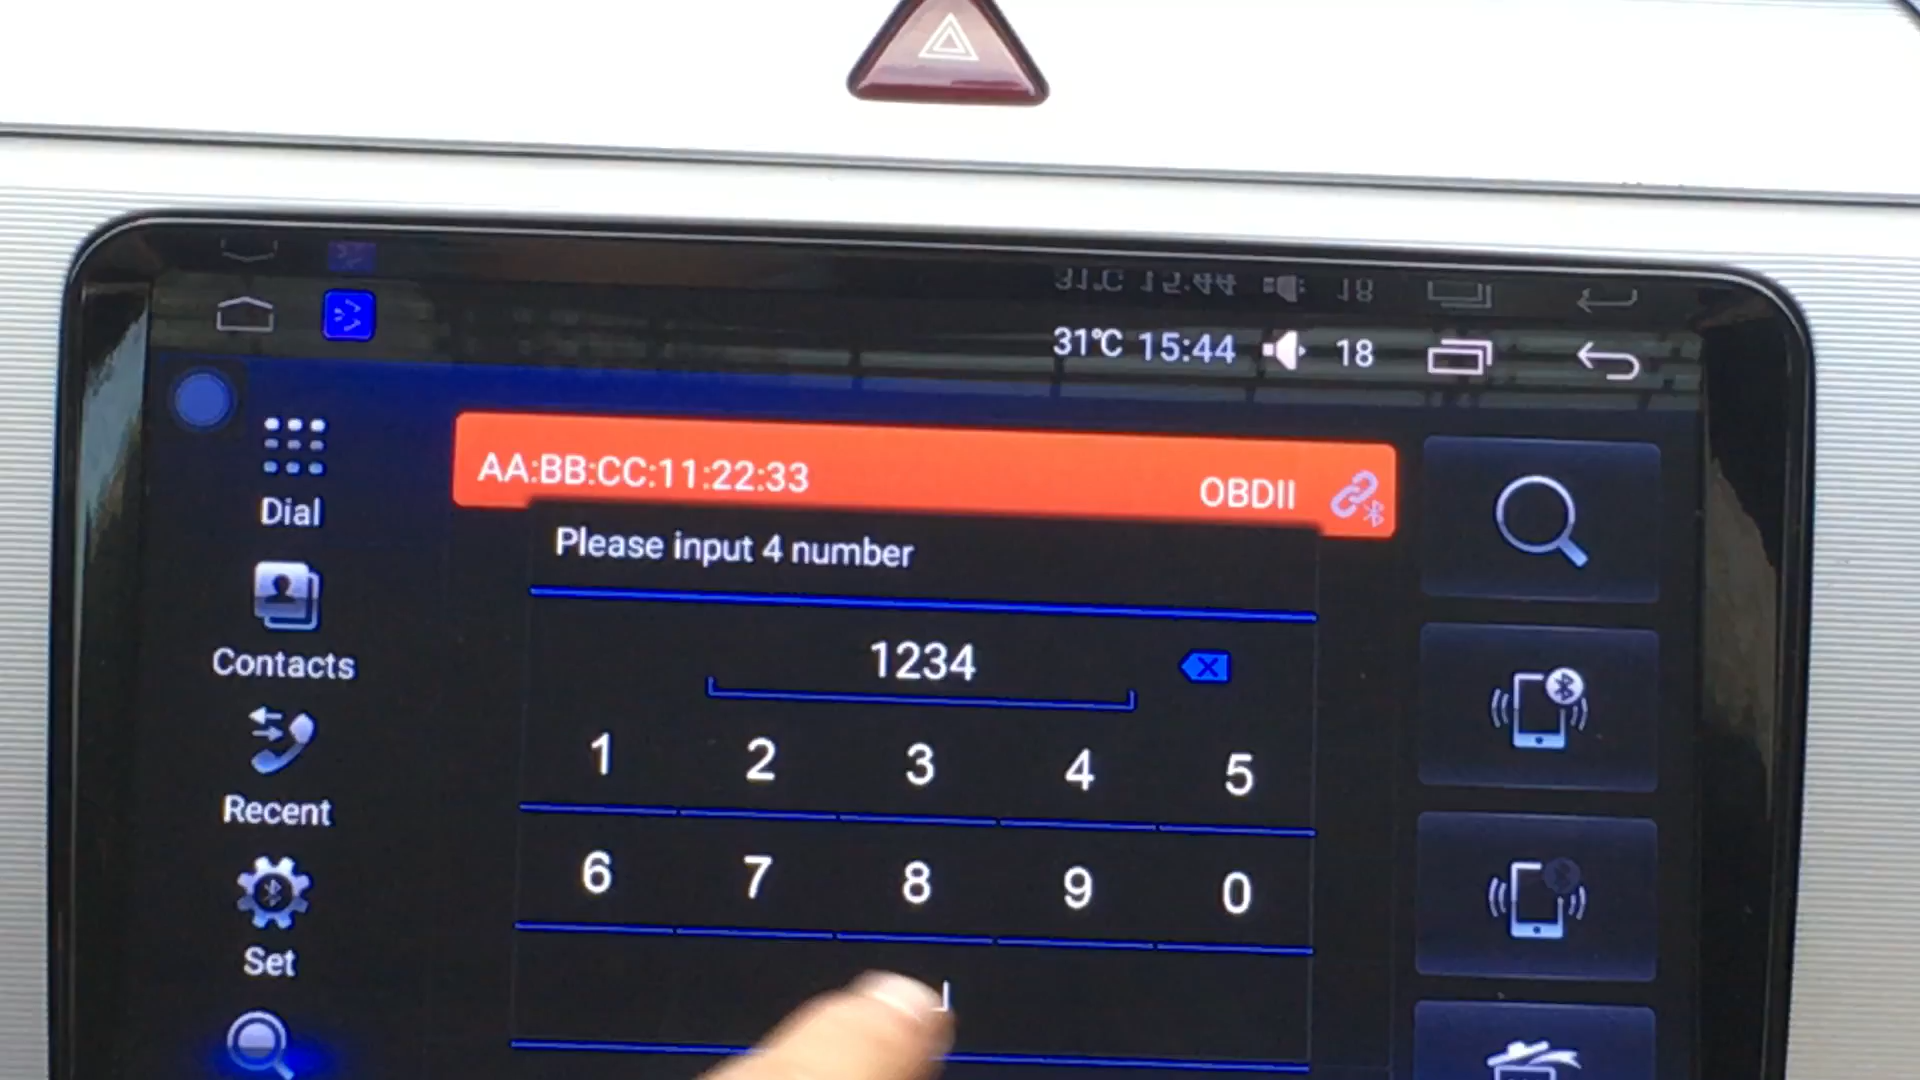 31℃ 15:44 18
AA:BB:CC:11:22:33 OBDII
Please input 4 number
1234
1 2 3 4 5
6 7 8 9 0
Dial
Contacts
Recent
Set